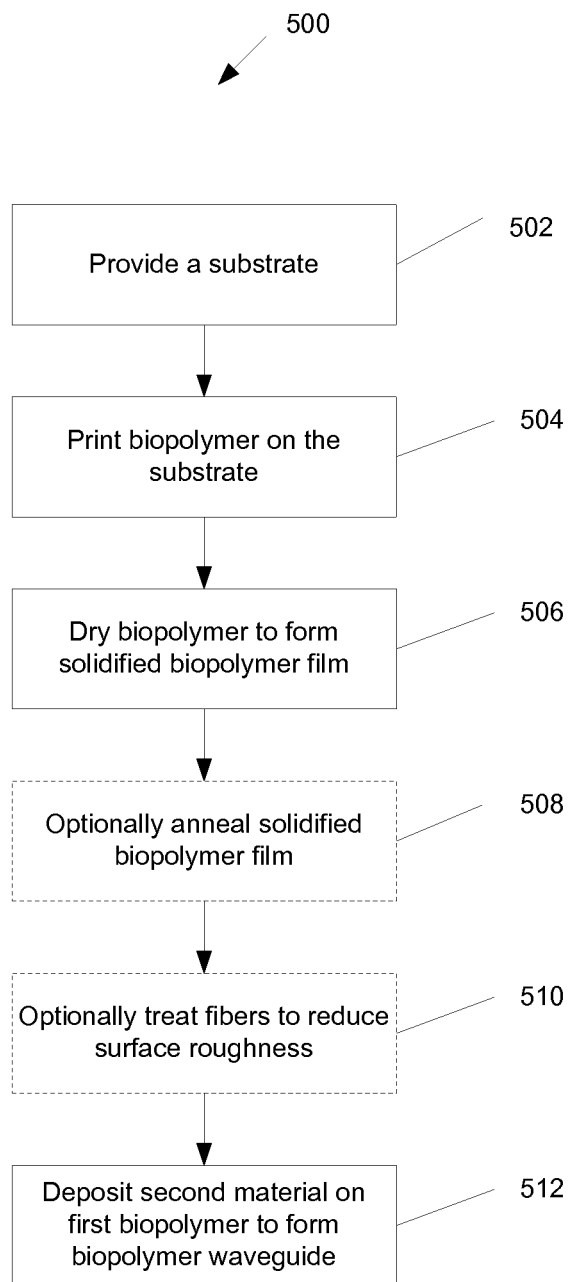 500
Provide a substrate
502
Print biopolymer on the
substrate
504
Dry biopolymer to form
solidified biopolymer film
506
Optionally anneal solidified
biopolymer film
508
Optionally treat fibers to reduce
surface roughness
510
Deposit second material on
first biopolymer to form
biopolymer waveguide
512